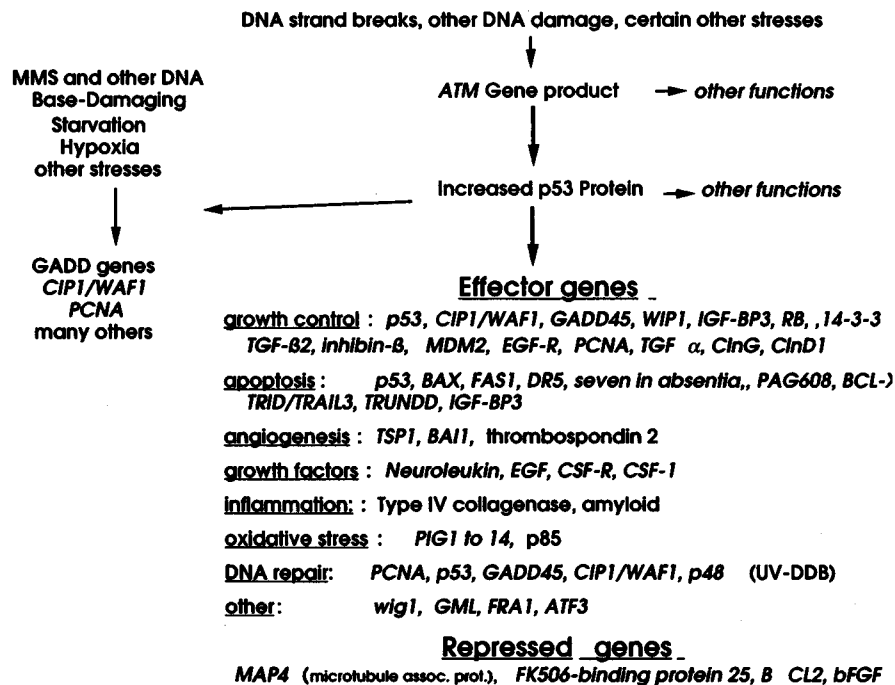 DNA strand breaks, other DNA damage, certain other stresses
MMS and other DNA
Base-Damaging
Starvation
Hypoxia
other stresses
ATM Gene product
other functions
Increased p53 Protein
other functions
GADD genes
CIP1/WAF1
PCNA
many others
Effector genes
growth control : p53, CIP1/WAF1, GADD45, WIP1, IGF-BP3, RB, ,14-3-3
TGF-ß2, inhibin-ß, MDM2, EGF-R, PCNA, TGF α, ClnG, ClnD1
apoptosis : p53, BAX, FAS1, DR5, seven in absentia,, PAG608, BCL-
TRID/TRAIL3, TRUNDD, IGF-BP3
angiogenesis : TSP1, BAI1, thrombospondin 2
growth factors : Neuroleukin, EGF, CSF-R, CSF-1
inflammation: : Type IV collagenase, amyloid
oxidative stress : PIG1 to 14, p85
DNA repair: PCNA, p53, GADD45, CIP1/WAF1, p48 (UV-DDB)
other: wig1, GML, FRA1, ATF3
Repressed genes
MAP4 (microtubule assoc. prot.), FK506-binding protein 25, B CL2, bFGF